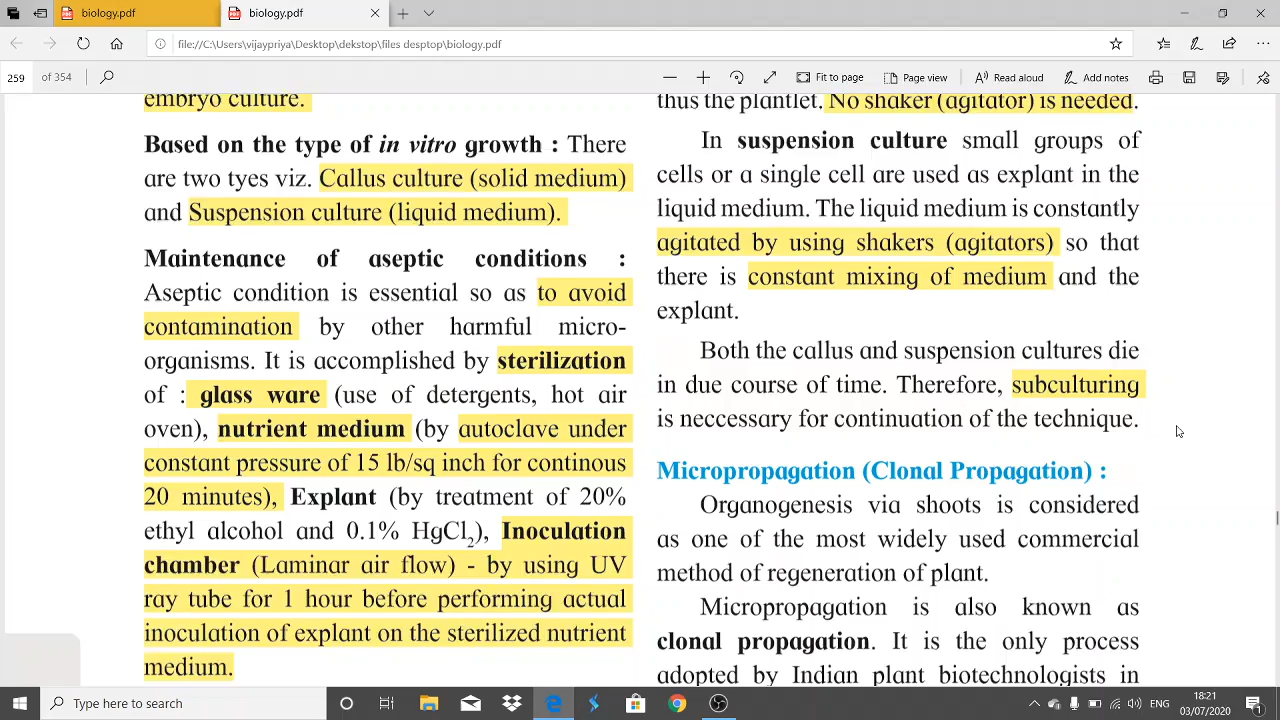 biology.pdf
biology.pdf
file://C:\Users\vijaypriya\Desktop\dekstop\files desptop\biology.pdf
259 of 354
Fit to page
Page view
Read aloud
Add notes
embryo culture.
Based on the type of in vitro growth : There
are two tyes viz. Callus culture (solid medium)
and Suspension culture (liquid medium).
Maintenance of aseptic conditions :
Aseptic condition is essential so as to avoid
contamination by other harmful micro-
organisms. It is accomplished by sterilization
of : glass ware (use of detergents, hot air
oven), nutrient medium (by autoclave under
constant pressure of 15 lb/sq inch for continous
20 minutes), Explant (by treatment of 20%
ethyl alcohol and 0.1% HgCl2), Inoculation
chamber (Laminar air flow) - by using UV
ray tube for 1 hour before performing actual
inoculation of explant on the sterilized nutrient
medium.
thus the plantlet. No shaker (agitator) is needed.
In suspension culture small groups of
cells or a single cell are used as explant in the
liquid medium. The liquid medium is constantly
agitated by using shakers (agitators) so that
there is constant mixing of medium and the
explant.
Both the callus and suspension cultures die
in due course of time. Therefore, subculturing
is neccessary for continuation of the technique.
Micropropagation (Clonal Propagation) :
Organogenesis via shoots is considered
as one of the most widely used commercial
method of regeneration of plant.
Micropropagation is also known as
clonal propagation. It is the only process
adopted by Indian plant biotechnologists in
Type here to search
ENG
18:21
03/07/2020